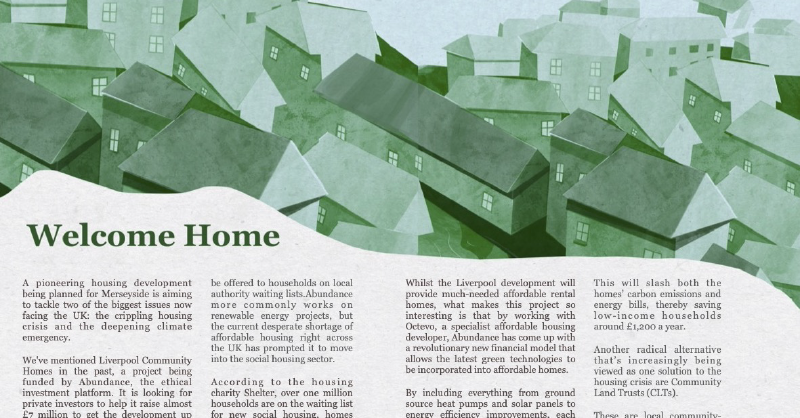 Welcome Home
A pioneering housing development
being planned for Merseyside is aiming
to tackle two of the biggest issues now
facing the UK: the crippling housing
crisis and the deepening climate
emergency.
We've mentioned Liverpool Community
Homes in the past, a project being
funded by Abundance, the ethical
investment platform. It is looking for
private investors to help it raise almost
£7 million to get the development up
be offered to households on local
authority waiting lists.Abundance
more commonly works on
renewable energy projects, but
the current desperate shortage of
affordable housing right across
the UK has prompted it to move
into the social housing sector.
According to the housing
charity Shelter, over one million
households are on the waiting list
for new social housing, homes
Whilst the Liverpool development will
provide much-needed affordable rental
homes, what makes this project so
interesting is that by working with
Octevo, a specialist affordable housing
developer, Abundance has come up with
a revolutionary new financial model that
allows the latest green technologies to
be incorporated into affordable homes.
By including everything from ground
source heat pumps and solar panels to
energy efficiency improvements, each
This will slash both the
homes' carbon emissions and
energy bills, thereby saving
low-income households
around £1,200 a year.
Another radical alternative
that's increasingly being
viewed as one solution to the
housing crisis are Community
Land Trusts (CLTs).
These are local community-